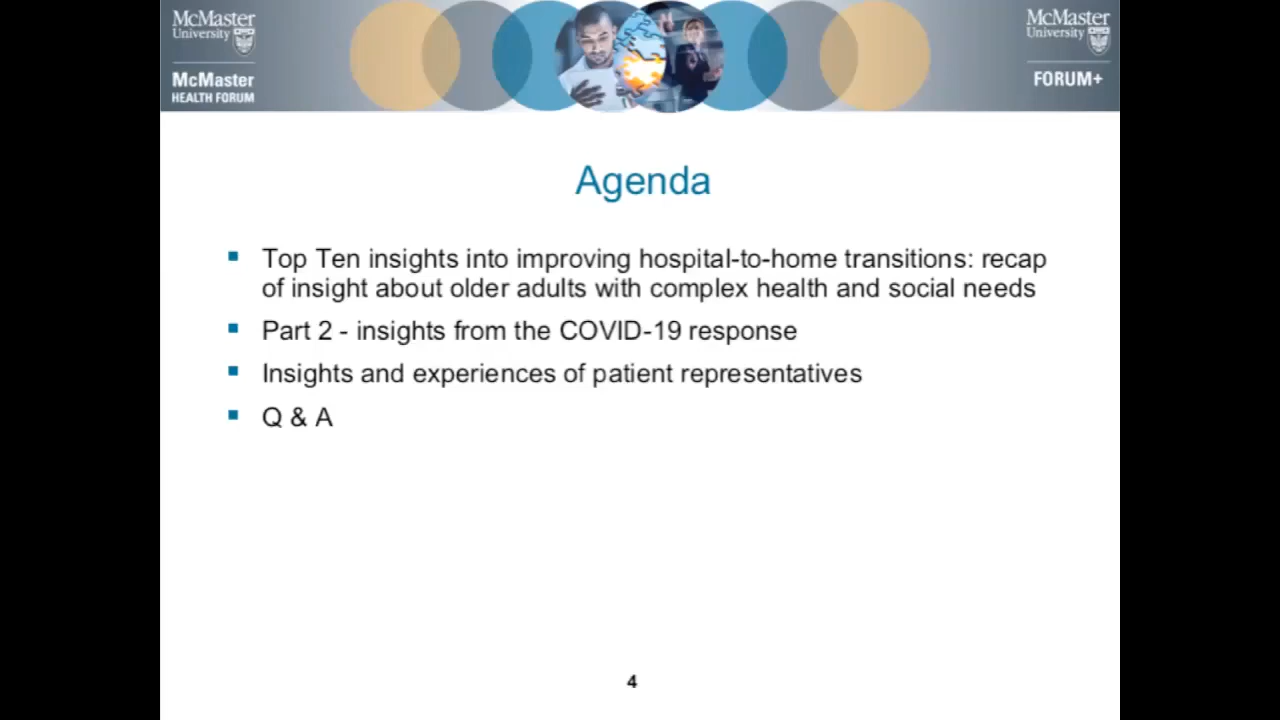 McMaster
University
McMaster
HEALTH FORUM
McMaster
University
FORUM+
Agenda
Top Ten insights into improving hospital-to-home transitions: recap
of insight about older adults with complex health and social needs
Part 2 - insights from the COVID-19 response
Insights and experiences of patient representatives
Q & A
4